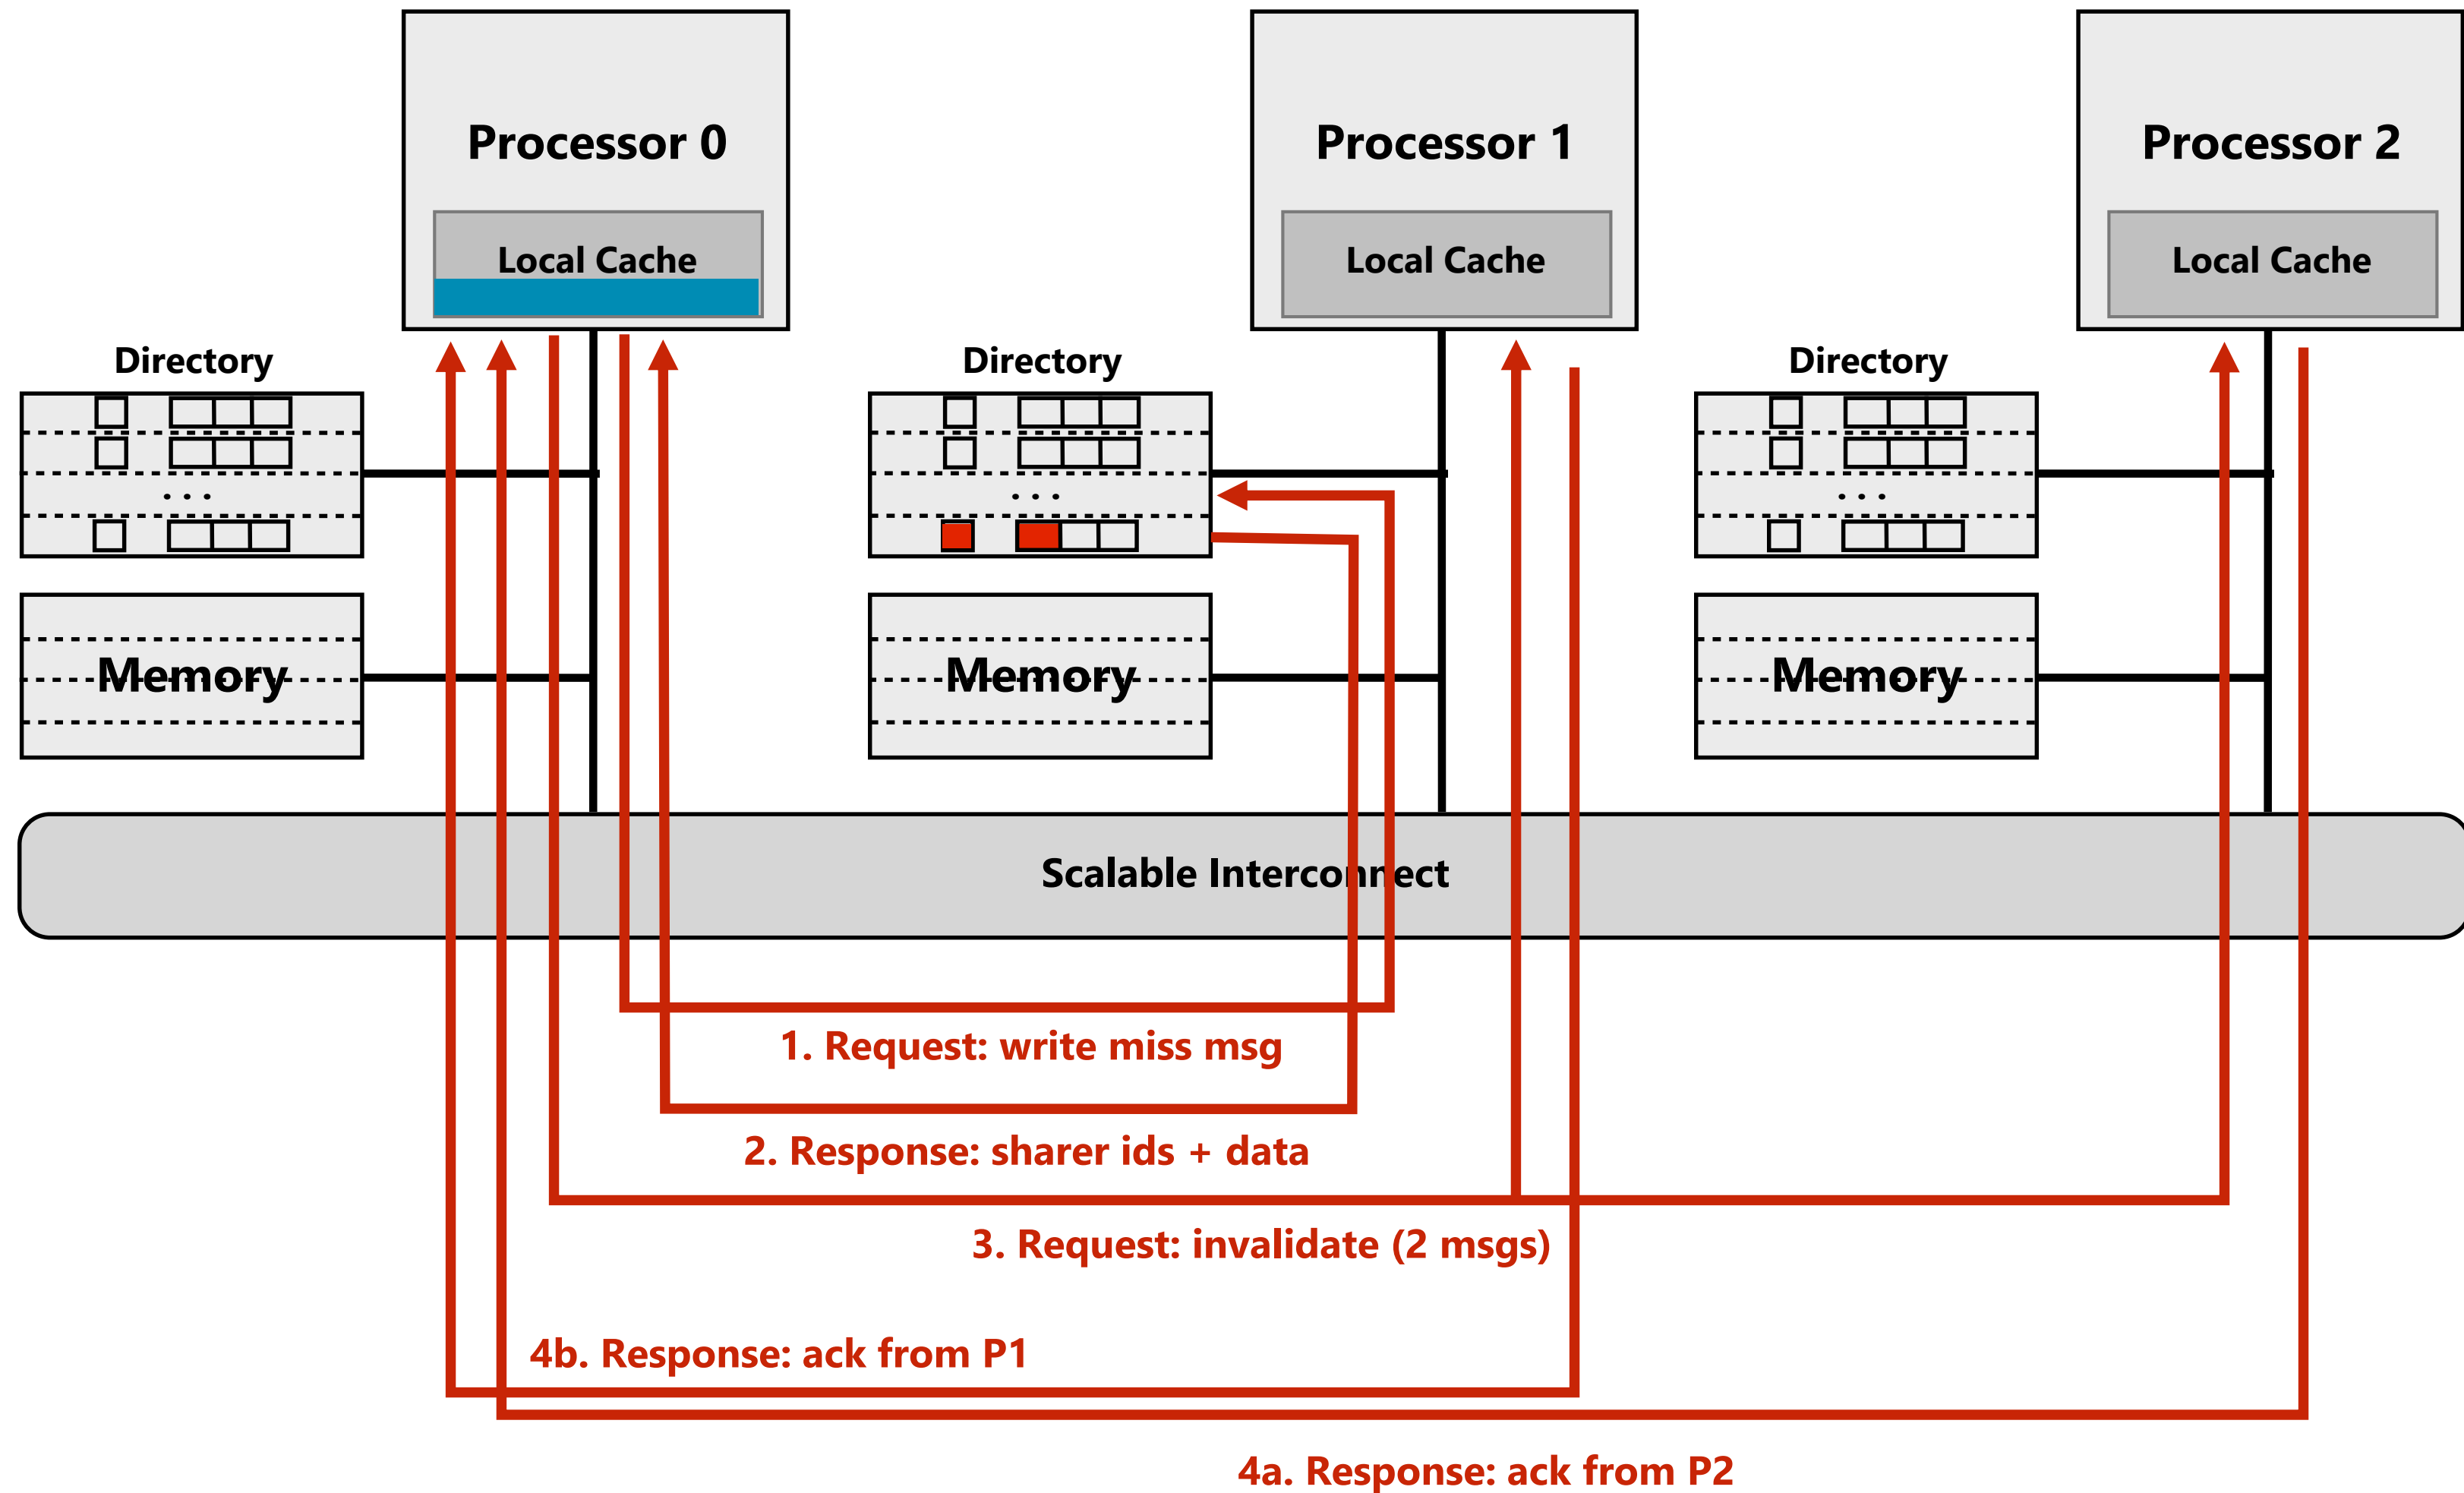 Processor 0
Processor 1
Processor 2
Local Cache
Local Cache
Local Cache
Directory
Directory
Directory
. . .
. . .
. . .
Memory
Memory
Memory
Scalable Interconnect
1. Request: write miss msg
2. Response: sharer ids + data
3. Request: invalidate (2 msgs)
4b. Response: ack from P1
4a. Response: ack from P2